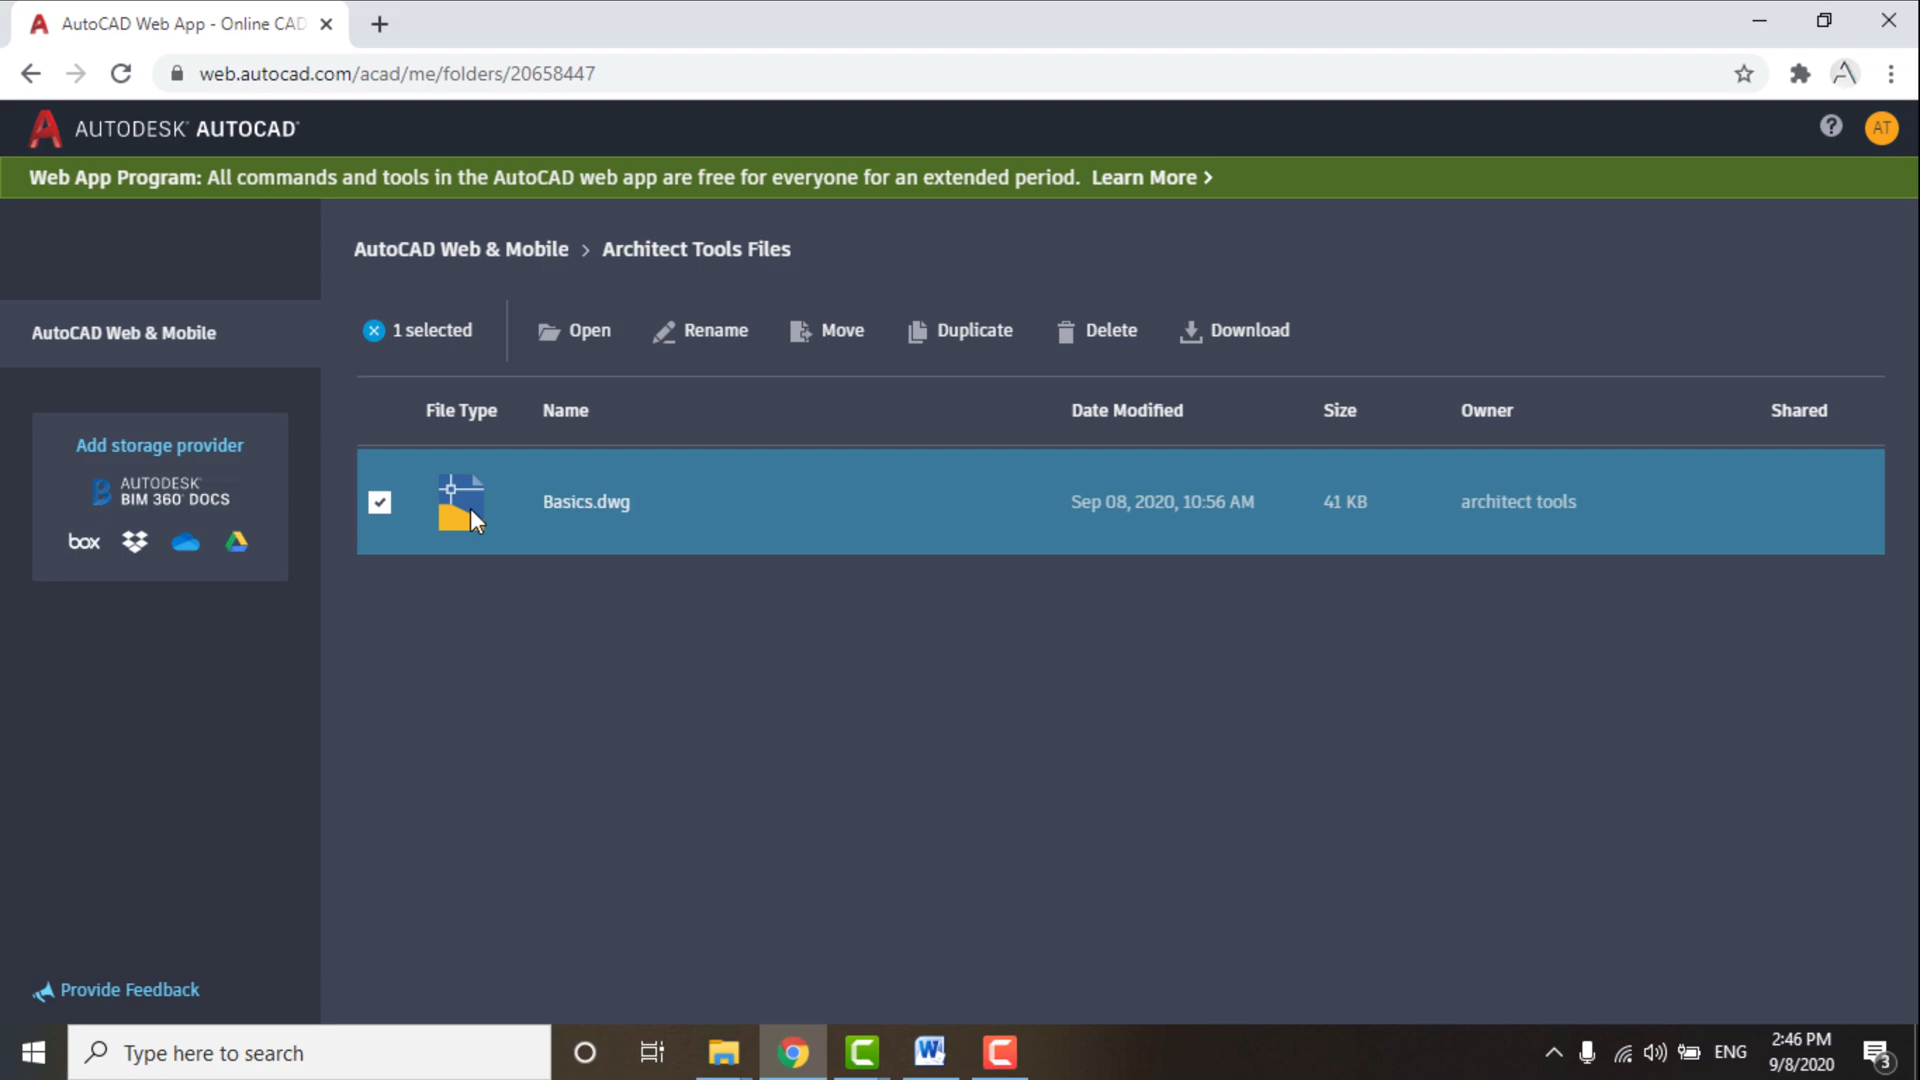 AutoCAD Web App - Online CAD
web.autocad.com/acad/me/folders/20658447
AUTODESK® AUTOCAD®
AT
Web App Program: All commands and tools in the AutoCAD web app are free for everyone for an extended period. Learn More >
AutoCAD Web & Mobile > Architect Tools Files
AutoCAD Web & Mobile
1 selected Open Rename Move Duplicate Delete Download
File Type Name Date Modified Size Owner Shared
Add storage provider
AUTODESK®
BIM 360® DOCS
box
Basics.dwg Sep 08, 2020, 10:56 AM 41 KB architect tools
Provide Feedback
Type here to search
ENG
2:46 PM
9/8/2020
3